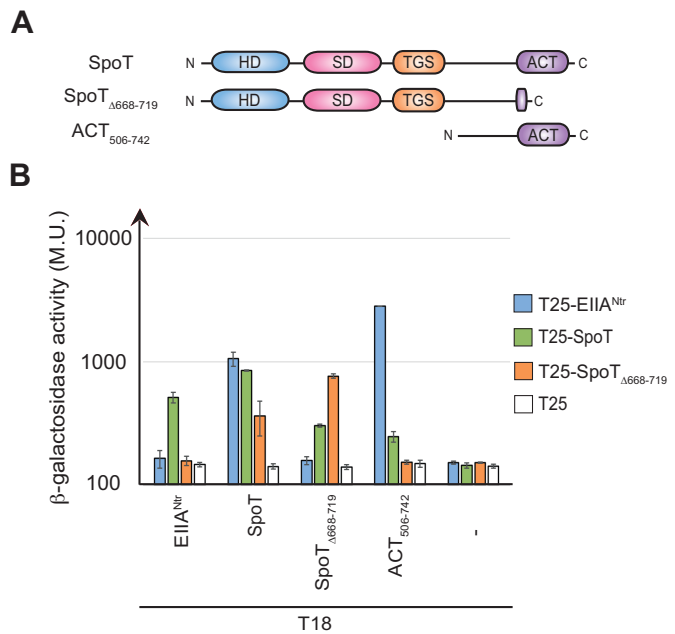 A
SpoT N HD SD TGS ACT C
SpoTΔ668-719 N HD SD TGS C
ACT506-742 N ACT C
B
β-galactosidase activity (M.U.)
10000
1000
100
T25-EIIANtr
T25-SpoT
T25-SpoTΔ668-719
T25
EIIANtr
SpoT
SpoTΔ668-719
ACT506-742
-
T18